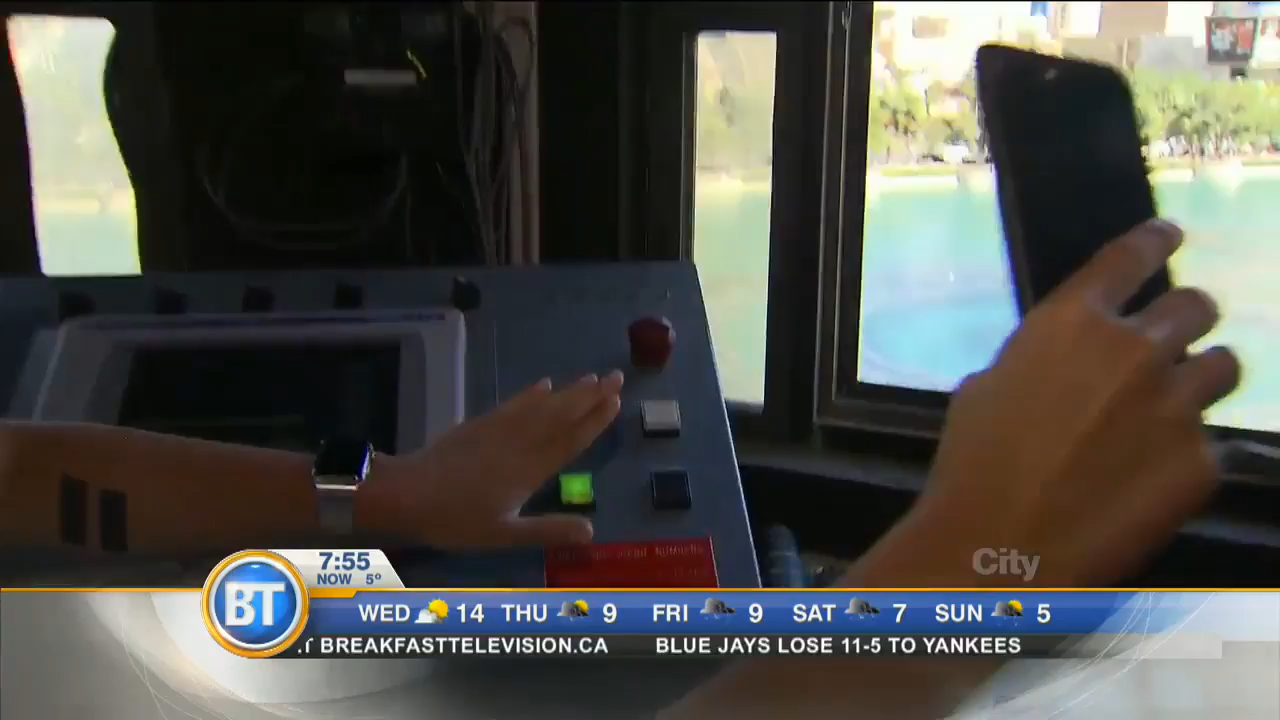 City
7:55
NOW 5°
BT
WED 14 THU 9 FRI 9 SAT 7 SUN 5
BREAKFASTTELEVISION.CA BLUE JAYS LOSE 11-5 TO YANKEES